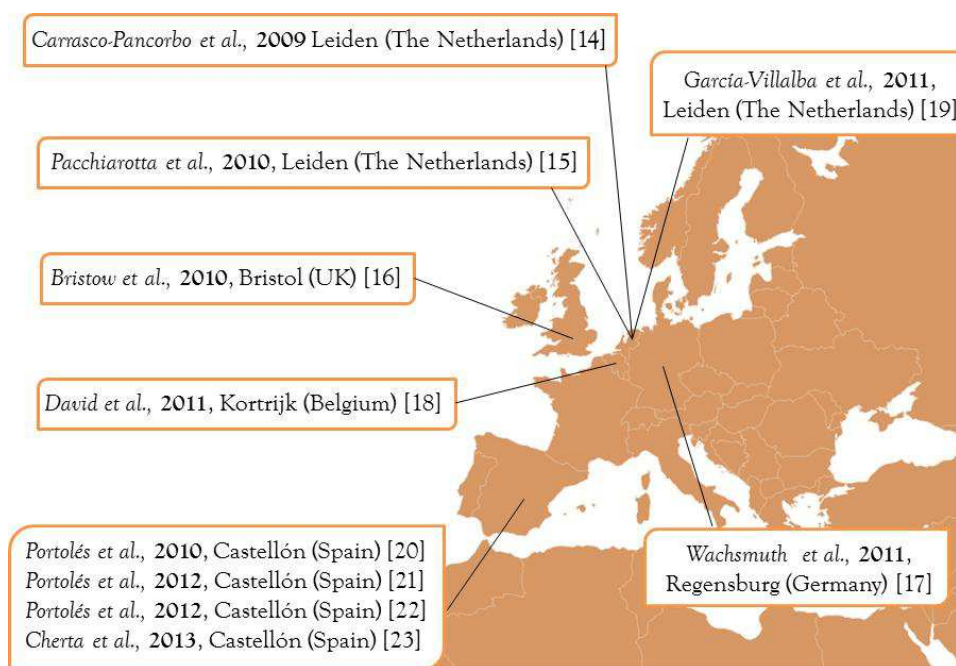 Carrasco-Pancorbo et al., 2009 Leiden (The Netherlands) [14]
García-Villalba et al., 2011,
Leiden (The Netherlands) [19]
Pacchiarotta et al., 2010, Leiden (The Netherlands) [15]
Bristow et al., 2010, Bristol (UK) [16]
David et al., 2011, Kortrijk (Belgium) [18]
Portolés et al., 2010, Castellón (Spain) [20]
Portolés et al., 2012, Castellón (Spain) [21]
Portolés et al., 2012, Castellón (Spain) [22]
Cherta et al., 2013, Castellón (Spain) [23]
Wachsmuth et al., 2011,
Regensburg (Germany) [17]